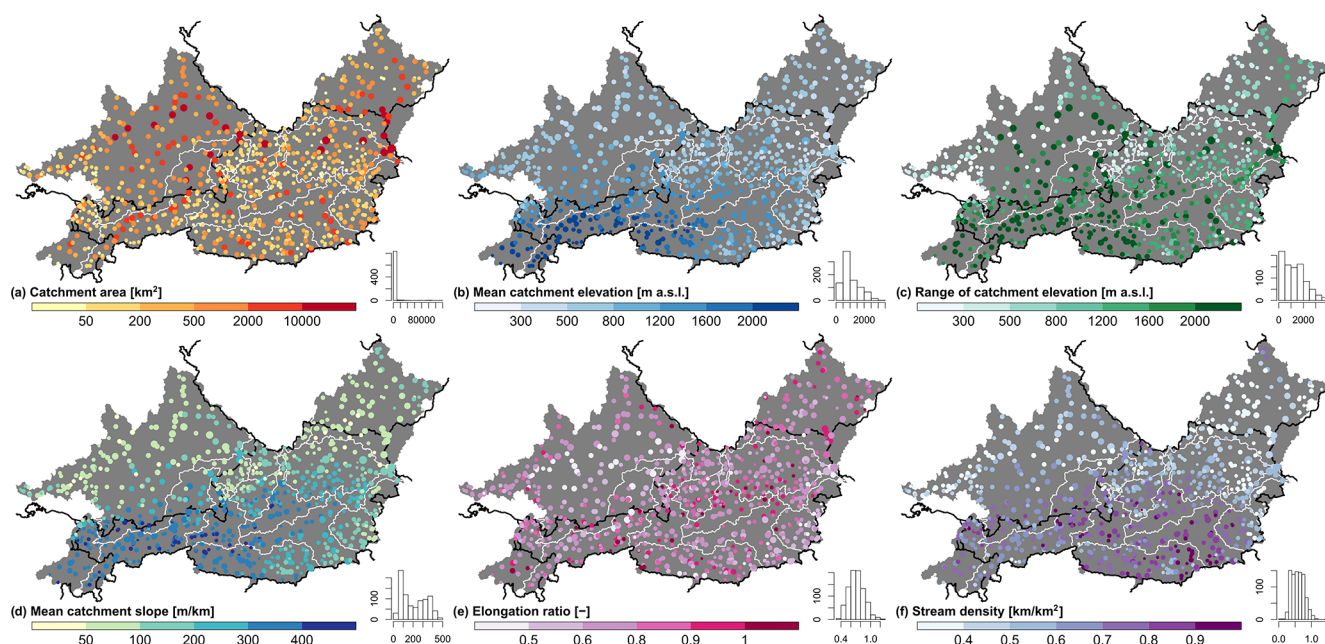 400
0
0 80000
(a) Catchment area [km²]
50 200 500 2000 10000
200
0
0 2000
(b) Mean catchment elevation [m a.s.l.]
300 500 800 1200 1600 2000
100
0
0 2000
(c) Range of catchment elevation [m a.s.l.]
300 500 800 1200 1600 2000
100
0
0 100 300 500
(d) Mean catchment slope [m/km]
50 100 200 300 400
100
0
0.4 1.0
(e) Elongation ratio [−]
0.5 0.6 0.8 0.9 1
100
0
0.0 1.0
(f) Stream density [km/km²]
0.4 0.5 0.6 0.7 0.8 0.9